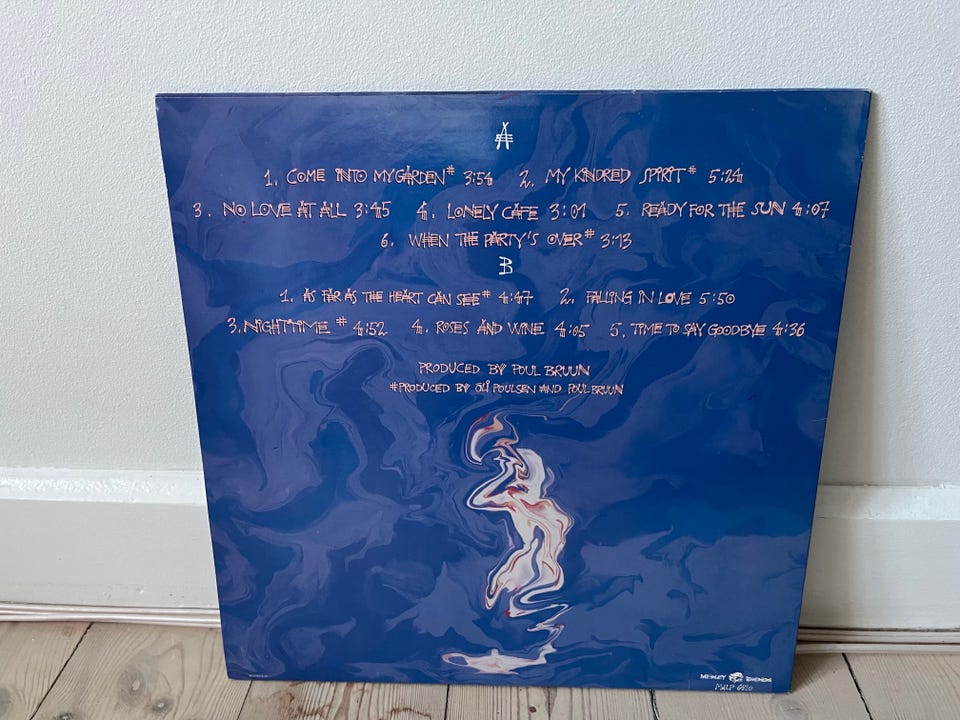 A
1. COME INTO MY GARDEN# 3:54 2. MY KINDRED SPIRIT# 5:24
3. NO LOVE AT ALL 3:45 4. LONELY CAFE 3:01 5. READY FOR THE SUN 4:07
6. WHEN THE PARTY'S OVER# 3:13
B
1. AS FAR AS THE HEART CAN SEE# 4:47 2. FALLING IN LOVE 5:50
3. NIGHTTIME # 4:52 4. ROSES AND WINE 4:05 5. TIME TO SAY GOODBYE 4:36
PRODUCED BY POUL BRUUN
#PRODUCED BY OLI POULSEN AND POUL BRUUN
MEDLEY RECORDS